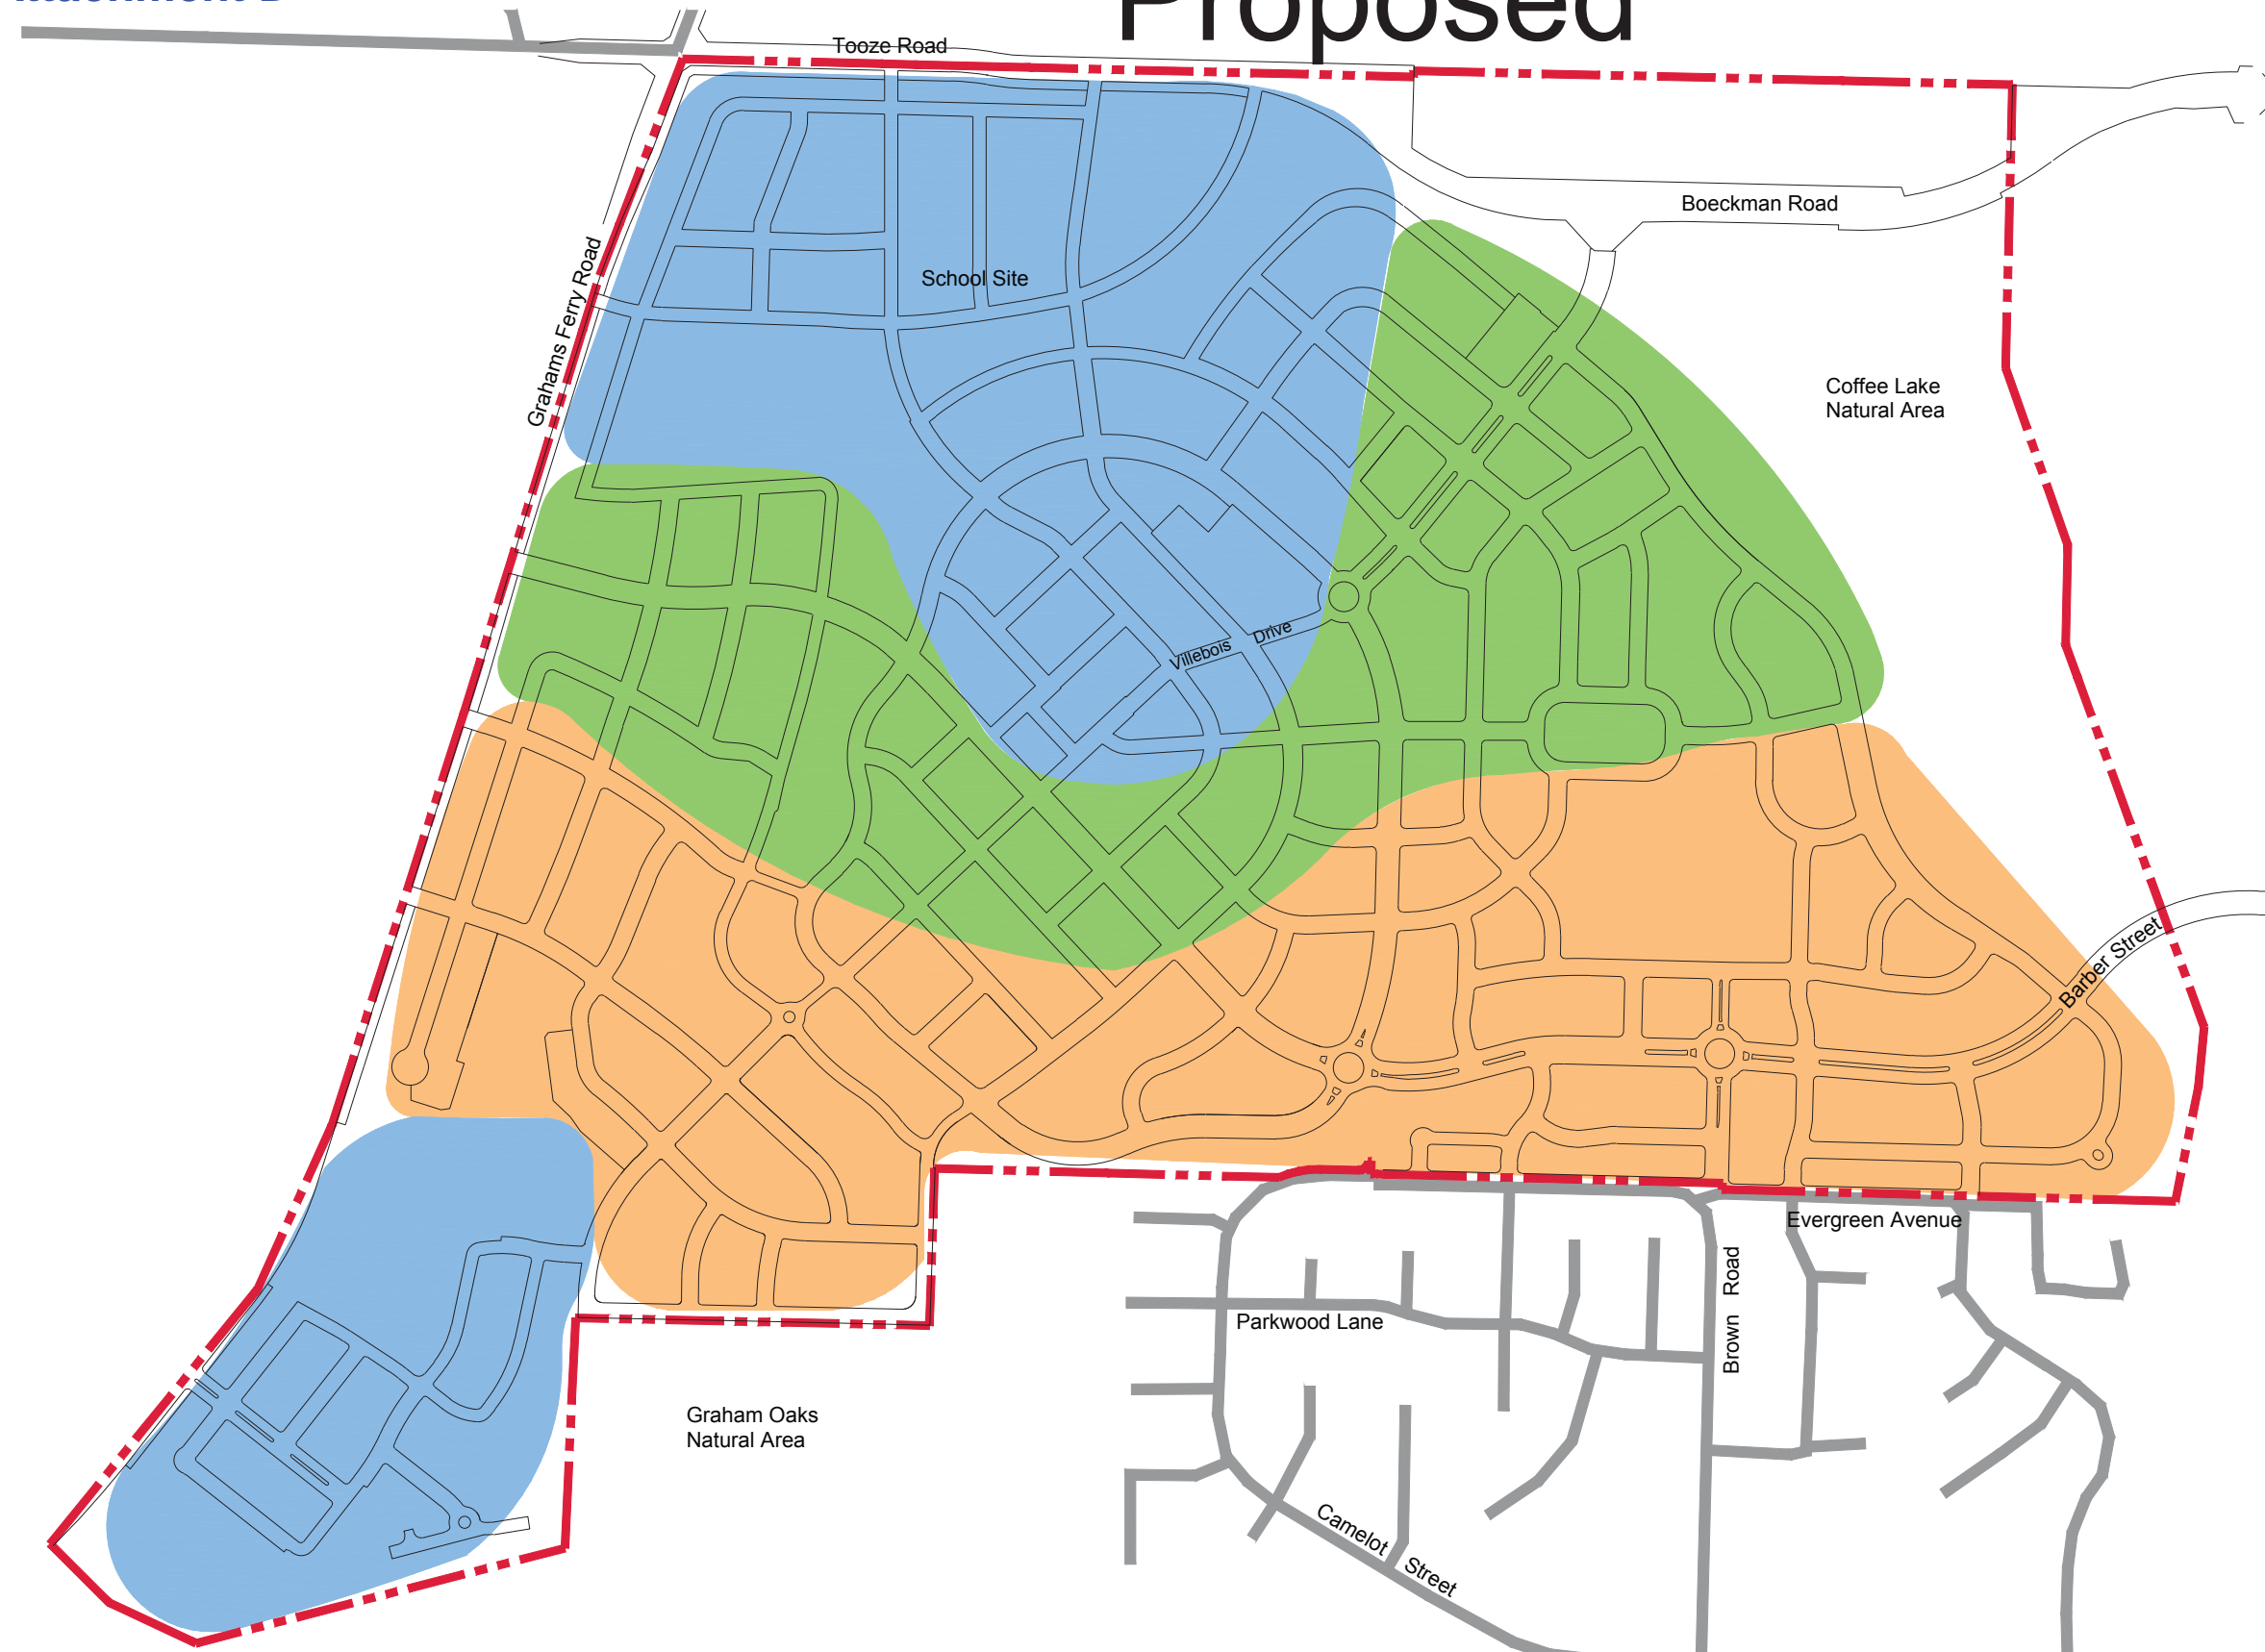 Proposed
Tooze Road
Boeckman Road
Grahams Ferry Road
School Site
Coffee Lake
Natural Area
Villebois Drive
Barber Street
Evergreen Avenue
Brown Road
Parkwood Lane
Graham Oaks
Natural Area
Camelot Street